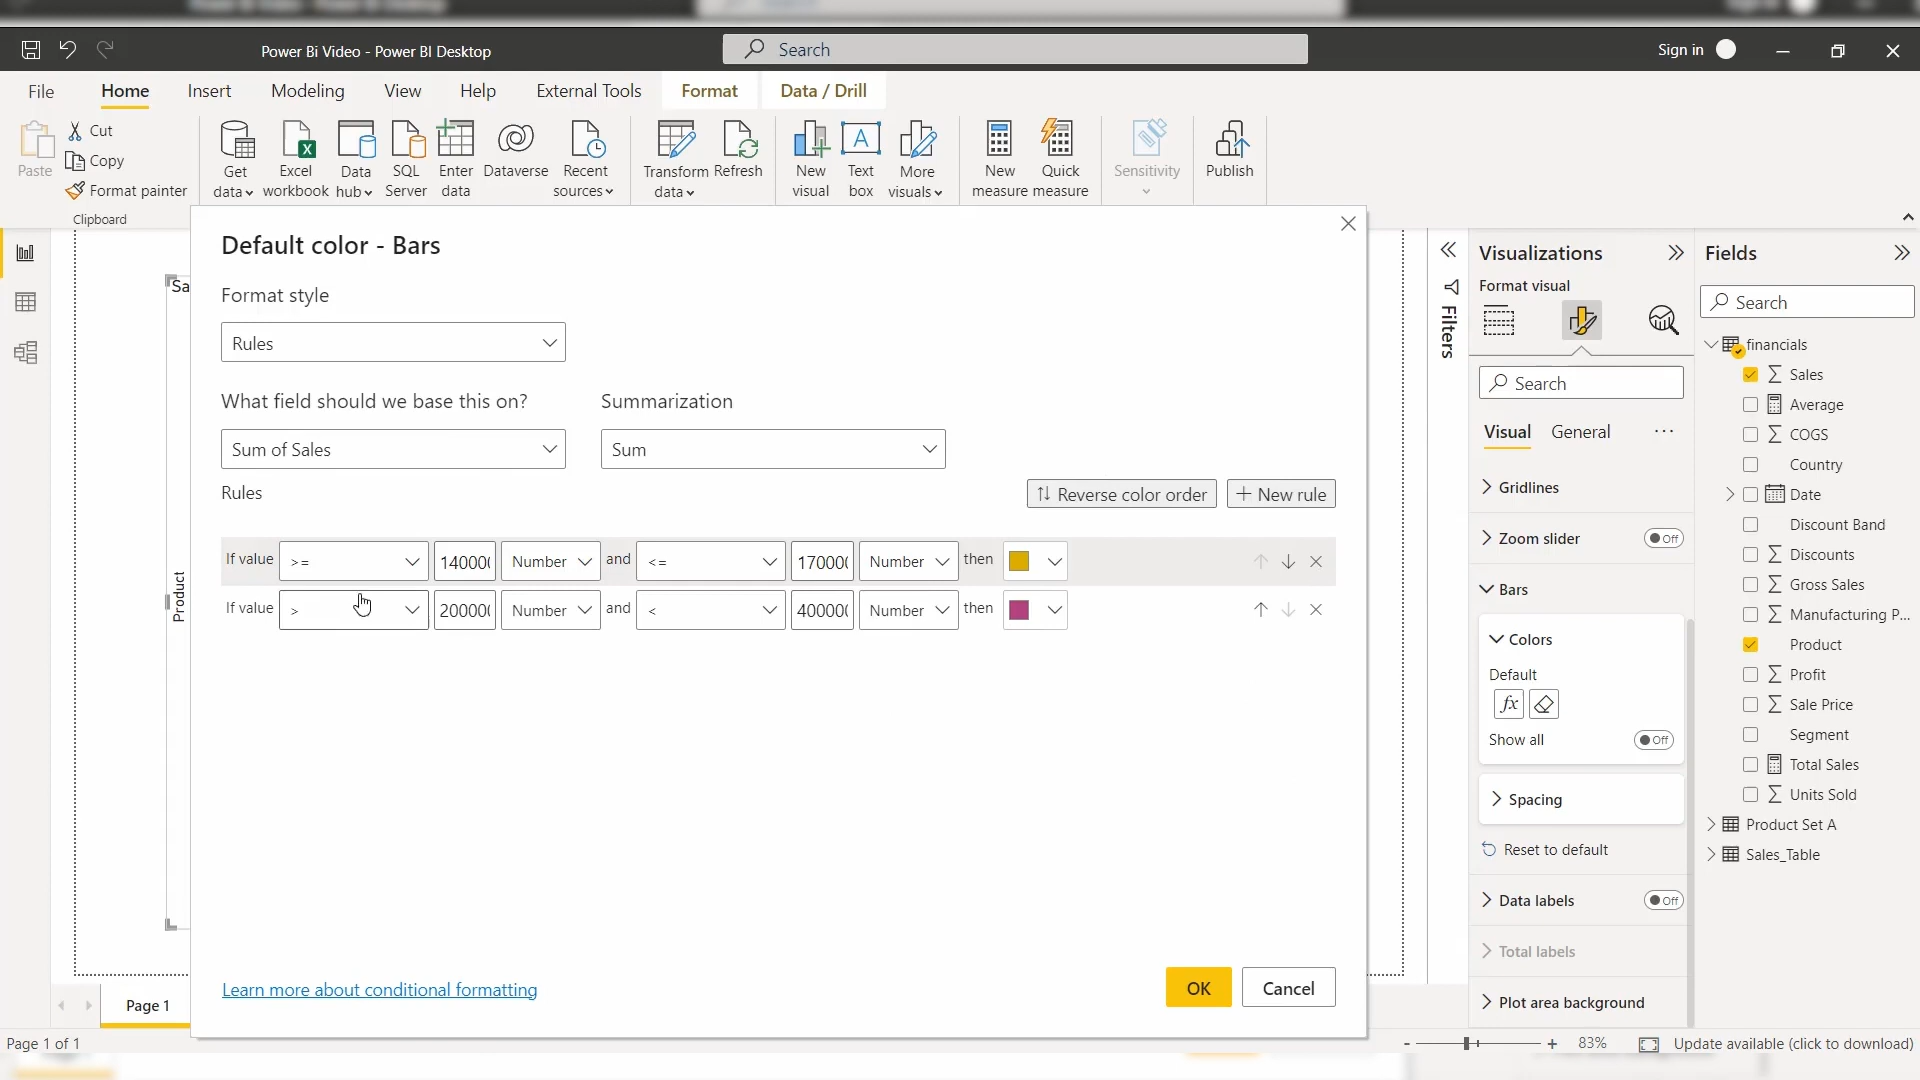 Power Bi Video - Power BI Desktop
Search
Sign in
File
Home
Insert
Modeling
View
Help
External Tools
Format
Data / Drill
Paste
Cut
Copy
Format painter
Clipboard
Get data
Excel workbook
Data hub
SQL Server
Enter data
Dataverse
Recent sources
Transform data
Refresh
New visual
Text box
More visuals
New measure
Quick measure
Sensitivity
Publish
Default color - Bars
Format style
Rules
What field should we base this on?
Summarization
Sum of Sales
Sum
Rules
Reverse color order
New rule
If value >= 14000 Number and <= 17000 Number then
If value > 20000 Number and < 40000 Number then
Learn more about conditional formatting
OK
Cancel
Sa
Product
Filters
Visualizations
Format visual
Search
Visual
General
Gridlines
Zoom slider
Off
Bars
Colors
Default
fx
Show all
Off
Spacing
Reset to default
Data labels
Off
Total labels
Plot area background
Fields
Search
financials
Sales
Average
COGS
Country
Date
Discount Band
Discounts
Gross Sales
Manufacturing P...
Product
Profit
Sale Price
Segment
Total Sales
Units Sold
Product Set A
Sales_Table
Page 1
Page 1 of 1
83%
Update available (click to download)